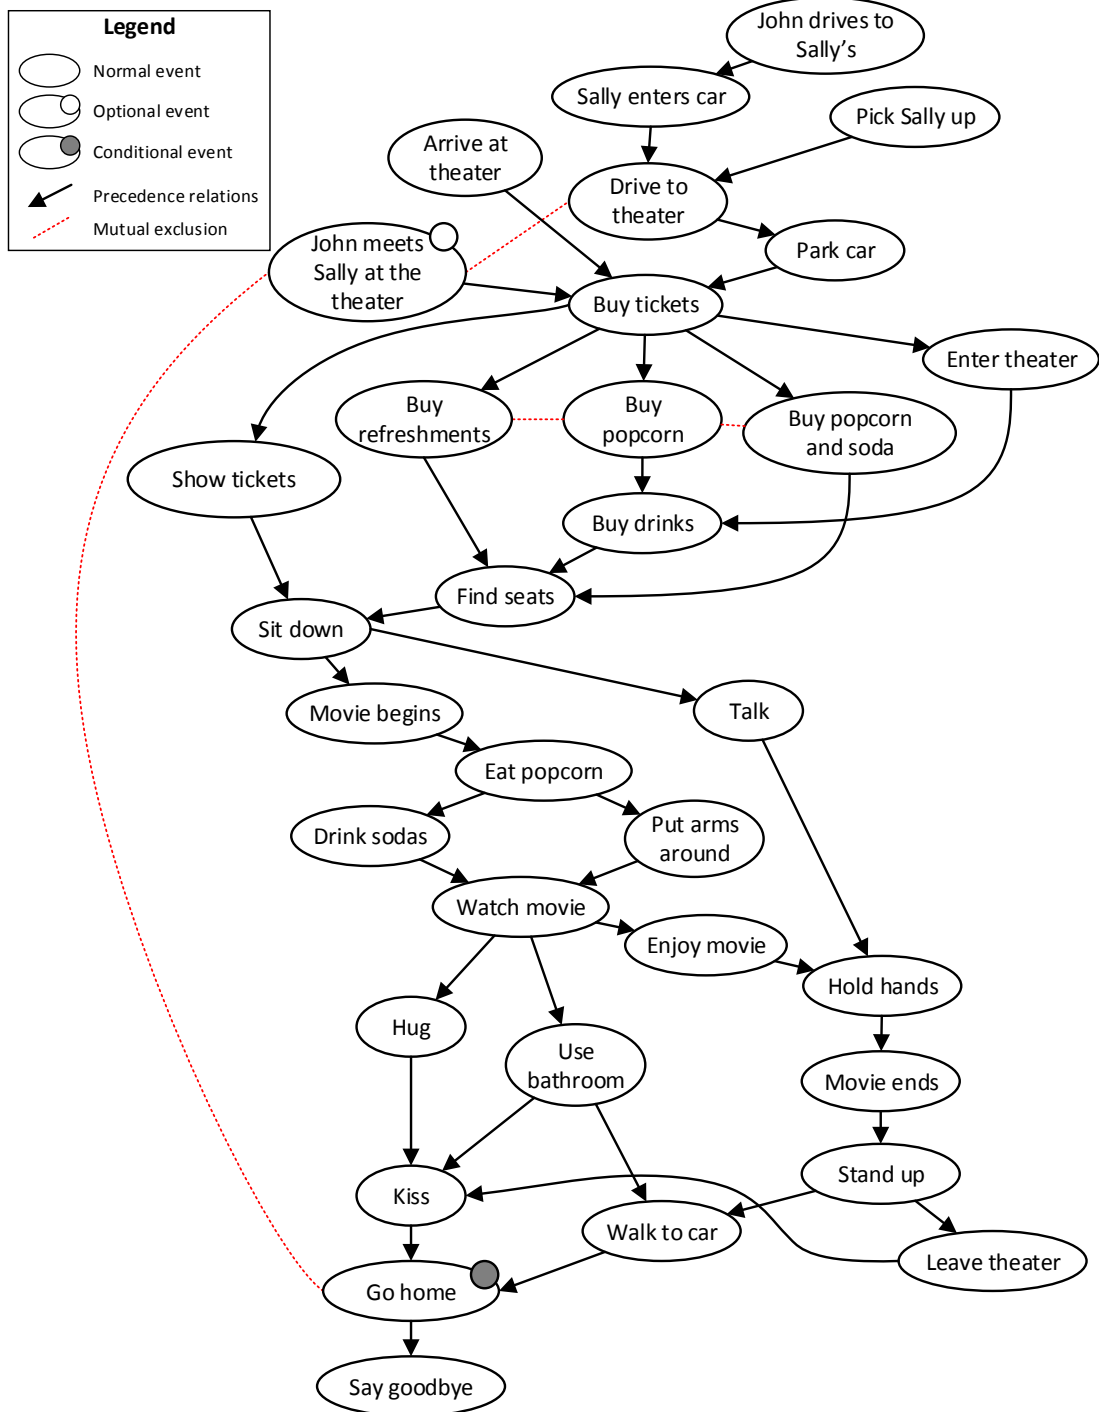 Legend
Normal event
Optional event
Conditional event
Precedence relations
Mutual exclusion
John drives to
Sally's
Sally enters car
Pick Sally up
Arrive at
theater
Drive to
theater
John meets
Sally at the
theater
Park car
Buy tickets
Enter theater
Buy
refreshments
Buy
popcorn
Buy popcorn
and soda
Show tickets
Buy drinks
Find seats
Sit down
Movie begins
Talk
Eat popcorn
Drink sodas
Put arms
around
Watch movie
Enjoy movie
Hold hands
Hug
Use
bathroom
Movie ends
Stand up
Kiss
Walk to car
Leave theater
Go home
Say goodbye